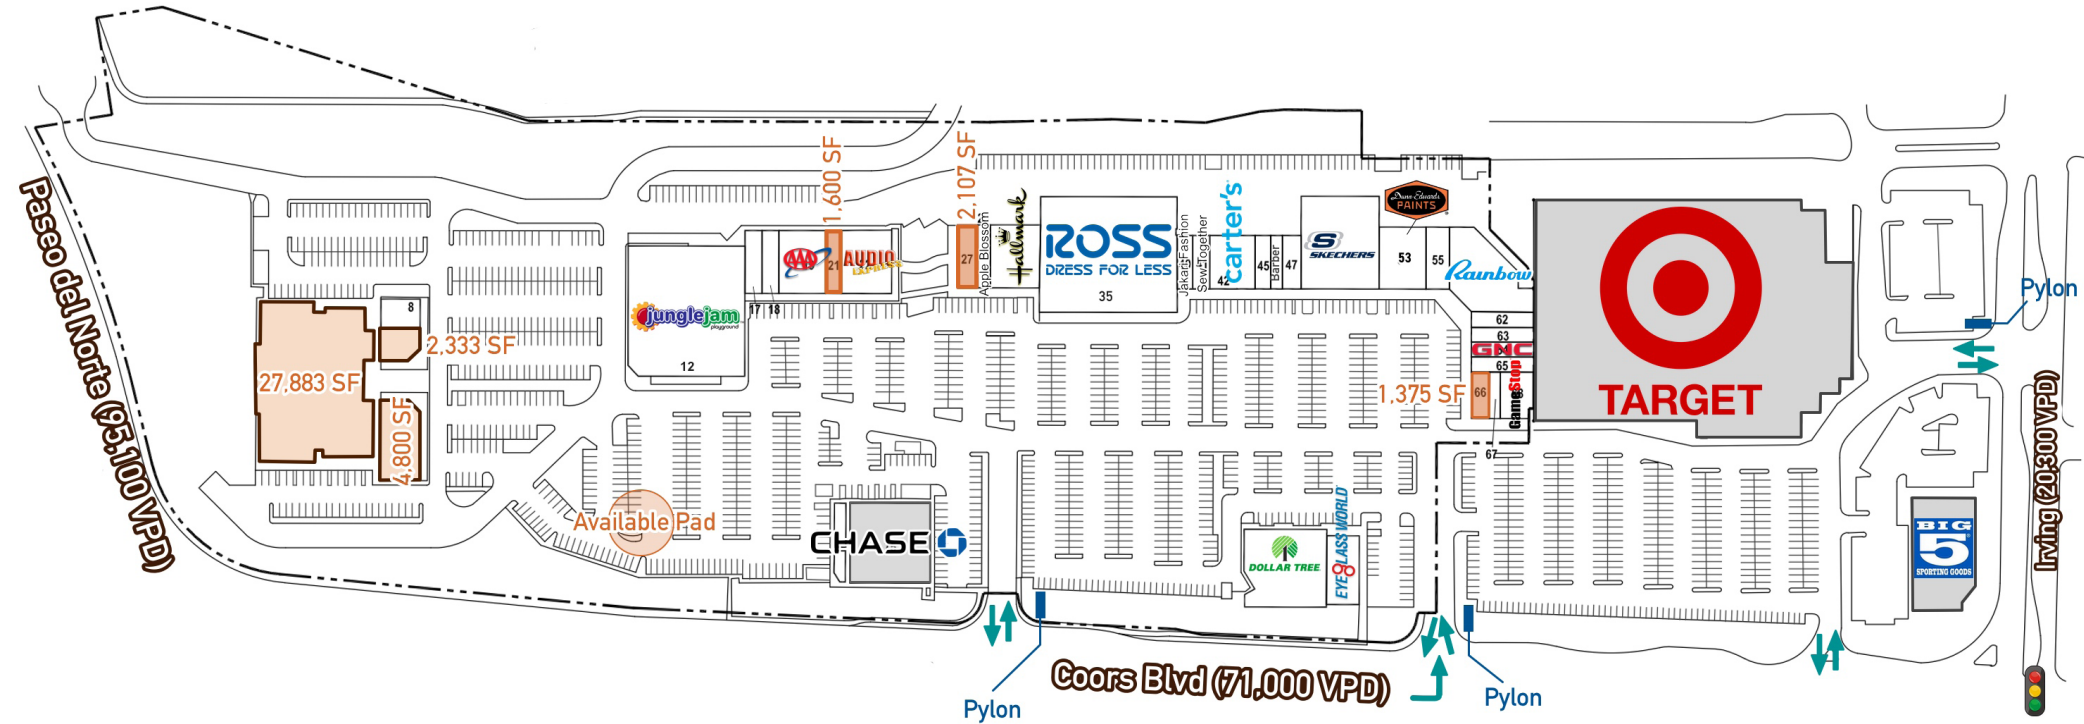 Paseo del Norte (95,100 VPD)
27,883 SF
8
2,333 SF
4,800 SF
Available Pad
junglejam
playground
12
17
18
AAA
1,600 SF
21
AUDIO
EXPRESS
2,107 SF
27
Apple Blossom
Hallmark
ROSS
DRESS FOR LESS
35
Jakari Fashion
Sew Together
42
carter's
45
Barber
47
S
SKECHERS
Dunn-Edwards
PAINTS
53
55
Rainbow
62
63
GNC
65
1,375 SF
66
GameStop
67
TARGET
CHASE
DOLLAR TREE
EYEGLASS WORLD
BIG
5
SPORTING GOODS
Pylon
Pylon
Pylon
Coors Blvd (71,000 VPD)
Irving (20,300 VPD)